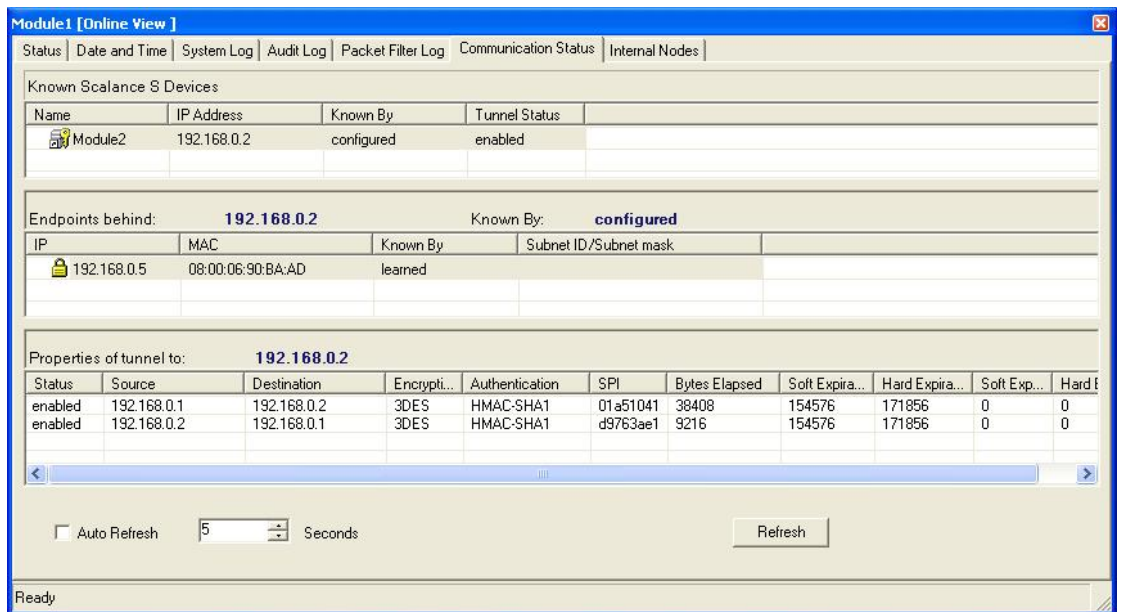 Module1 [Online View ]
Status Date and Time System Log Audit Log Packet Filter Log Communication Status Internal Nodes
Known Scalance S Devices
Name IP Address Known By Tunnel Status
Module2 192.168.0.2 configured enabled
Endpoints behind: 192.168.0.2 Known By: configured
IP MAC Known By Subnet ID/Subnet mask
192.168.0.5 08:00:06:90:BA:AD learned
Properties of tunnel to: 192.168.0.2
Status Source Destination Encrypti... Authentication SPI Bytes Elapsed Soft Expira... Hard Expira... Soft Exp... Hard E
enabled 192.168.0.1 192.168.0.2 3DES HMAC-SHA1 01a51041 38408 154576 171856 0 0
enabled 192.168.0.2 192.168.0.1 3DES HMAC-SHA1 d9763ae1 9216 154576 171856 0 0
Auto Refresh 5 Seconds Refresh
Ready